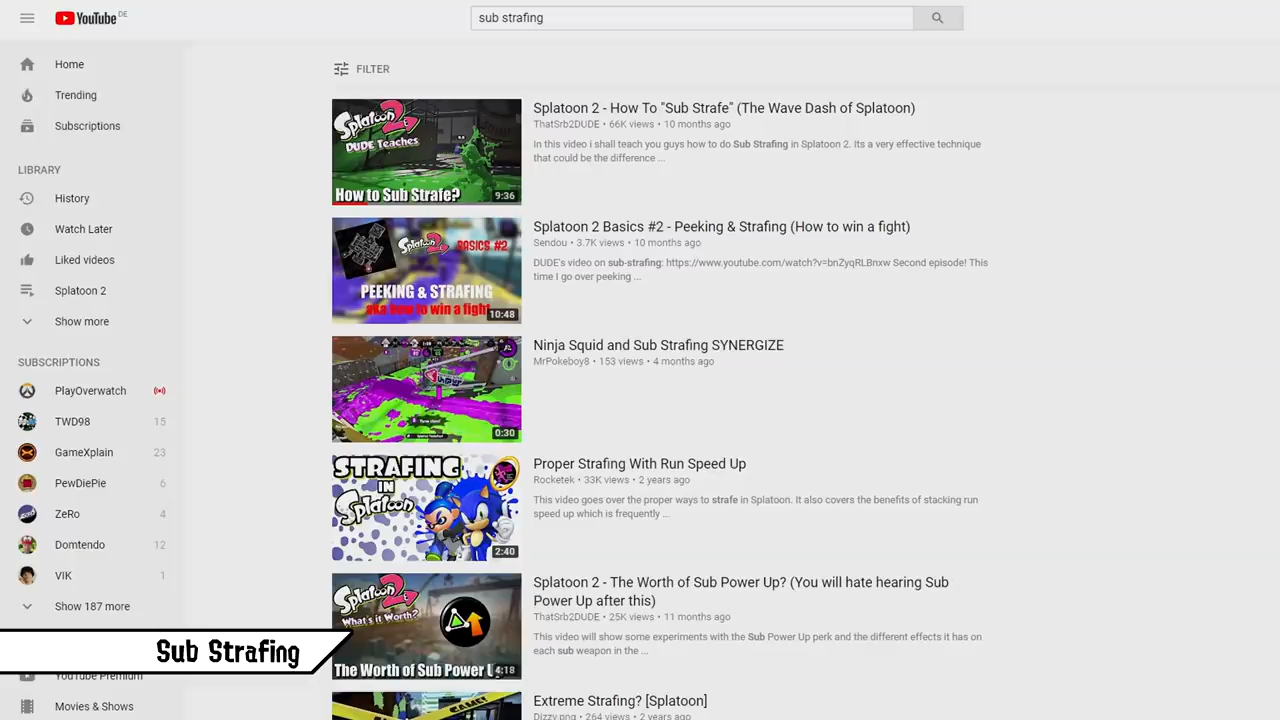 YouTube DE
sub strafing
Home
Trending
Subscriptions
LIBRARY
History
Watch Later
Liked videos
Splatoon 2
Show more
SUBSCRIPTIONS
PlayOverwatch
TWD98 15
GameXplain 23
PewDiePie 6
ZeRo 4
Domtendo 12
VIK 1
Show 187 more
YouTube Premium
Movies & Shows
Sub Strafing
FILTER
Splatoon 2
DUDE Teaches
How to Sub Strafe?
9:36
Splatoon 2 - How To "Sub Strafe" (The Wave Dash of Splatoon)
ThatSrb2DUDE • 66K views • 10 months ago
In this video i shall teach you guys how to do Sub Strafing in Splatoon 2. Its a very effective technique
that could be the difference ...
Splatoon 2 BASICS #2
PEEKING & STRAFING
aka how to win a fight
10:48
Splatoon 2 Basics #2 - Peeking & Strafing (How to win a fight)
Sendou • 3.7K views • 10 months ago
DUDE's video on sub-strafing: https://www.youtube.com/watch?v=bnZyqRLBnxw Second episode! This
time I go over peeking ...
0:30
Ninja Squid and Sub Strafing SYNERGIZE
MrPokeboy8 • 153 views • 4 months ago
STRAFING
IN
Splatoon
2:40
Proper Strafing With Run Speed Up
Rocketek • 33K views • 2 years ago
This video goes over the proper ways to strafe in Splatoon. It also covers the benefits of stacking run
speed up which is frequently ...
Splatoon 2
What's it Worth?
The Worth of Sub Power U
4:18
Splatoon 2 - The Worth of Sub Power Up? (You will hate hearing Sub
Power Up after this)
ThatSrb2DUDE • 25K views • 11 months ago
This video will show some experiments with the Sub Power Up perk and the different effects it has on
each sub weapon in the ...
Extreme Strafing? [Splatoon]
Dizzy.png • 264 views • 2 years ago